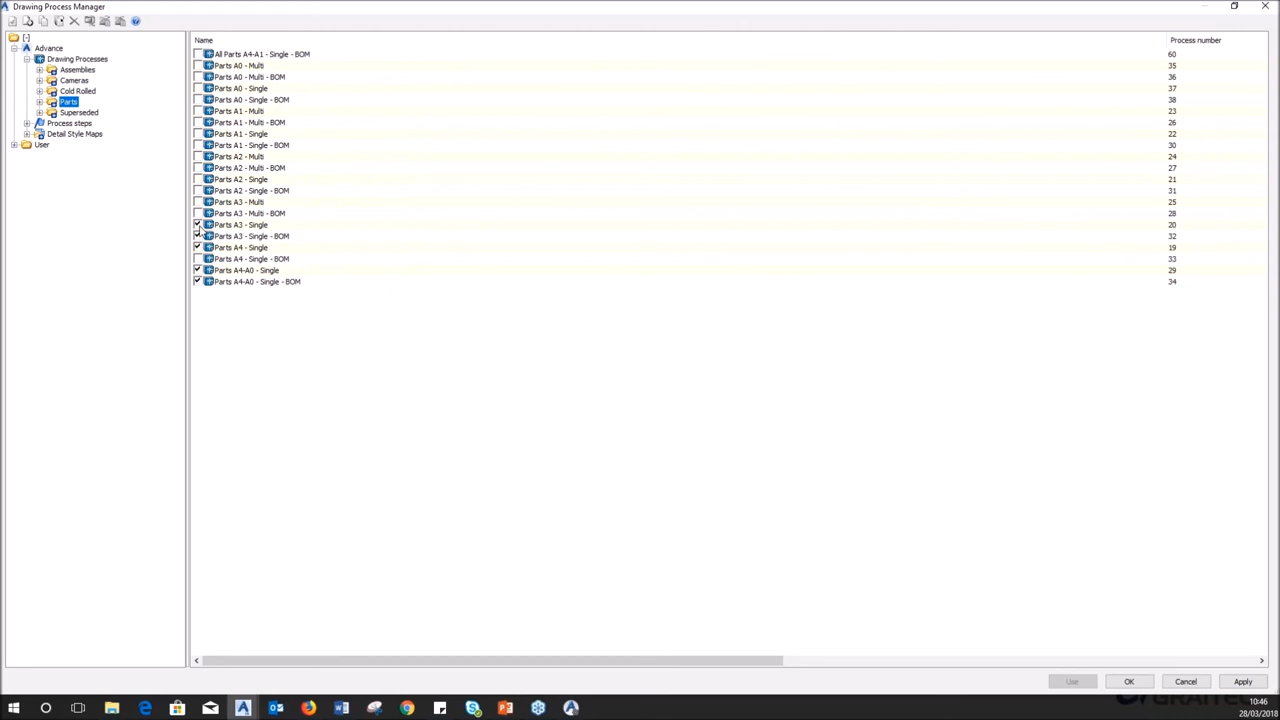 Drawing Process Manager
[-]
Advance
Drawing Processes
Assemblies
Cameras
Cold Rolled
Parts
Superseded
Process steps
Detail Style Maps
User
Name Process number
All Parts A4-A1 - Single - BOM 60
Parts A0 - Multi 35
Parts A0 - Multi - BOM 36
Parts A0 - Single 37
Parts A0 - Single - BOM 38
Parts A1 - Multi 23
Parts A1 - Multi - BOM 26
Parts A1 - Single 22
Parts A1 - Single - BOM 30
Parts A2 - Multi 24
Parts A2 - Multi - BOM 27
Parts A2 - Single 21
Parts A2 - Single - BOM 31
Parts A3 - Multi 25
Parts A3 - Multi - BOM 28
Parts A3 - Single 20
Parts A3 - Single - BOM 32
Parts A4 - Single 19
Parts A4 - Single - BOM 33
Parts A4-A0 - Single 29
Parts A4-A0 - Single - BOM 34
Use OK Cancel Apply
10:46
28/03/2018